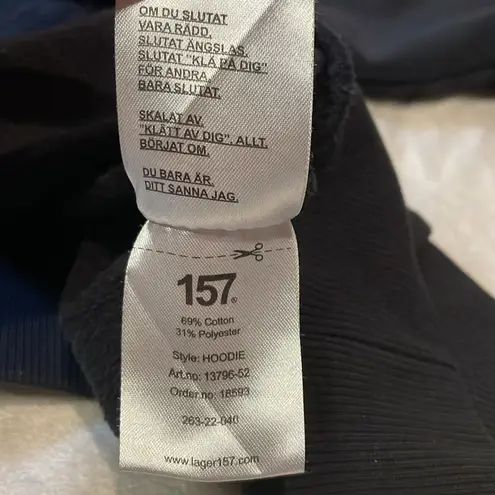 OM DU SLUTAT
VARA RÄDD.
SLUTAT ÄNGSLAS.
SLUTAT "KLÄ PÅ DIG"
FÖR ANDRA.
BARA SLUTAT.
SKALAT AV.
"KLÄTT AV DIG". ALLT.
BÖRJAT OM.
DU BARA ÄR.
DITT SANNA JAG.
157®
69% Cotton
31% Polyester
Style: HOODIE
Art.no: 13796-52
Order.no: 18593
263-22-040
www.lager157.com